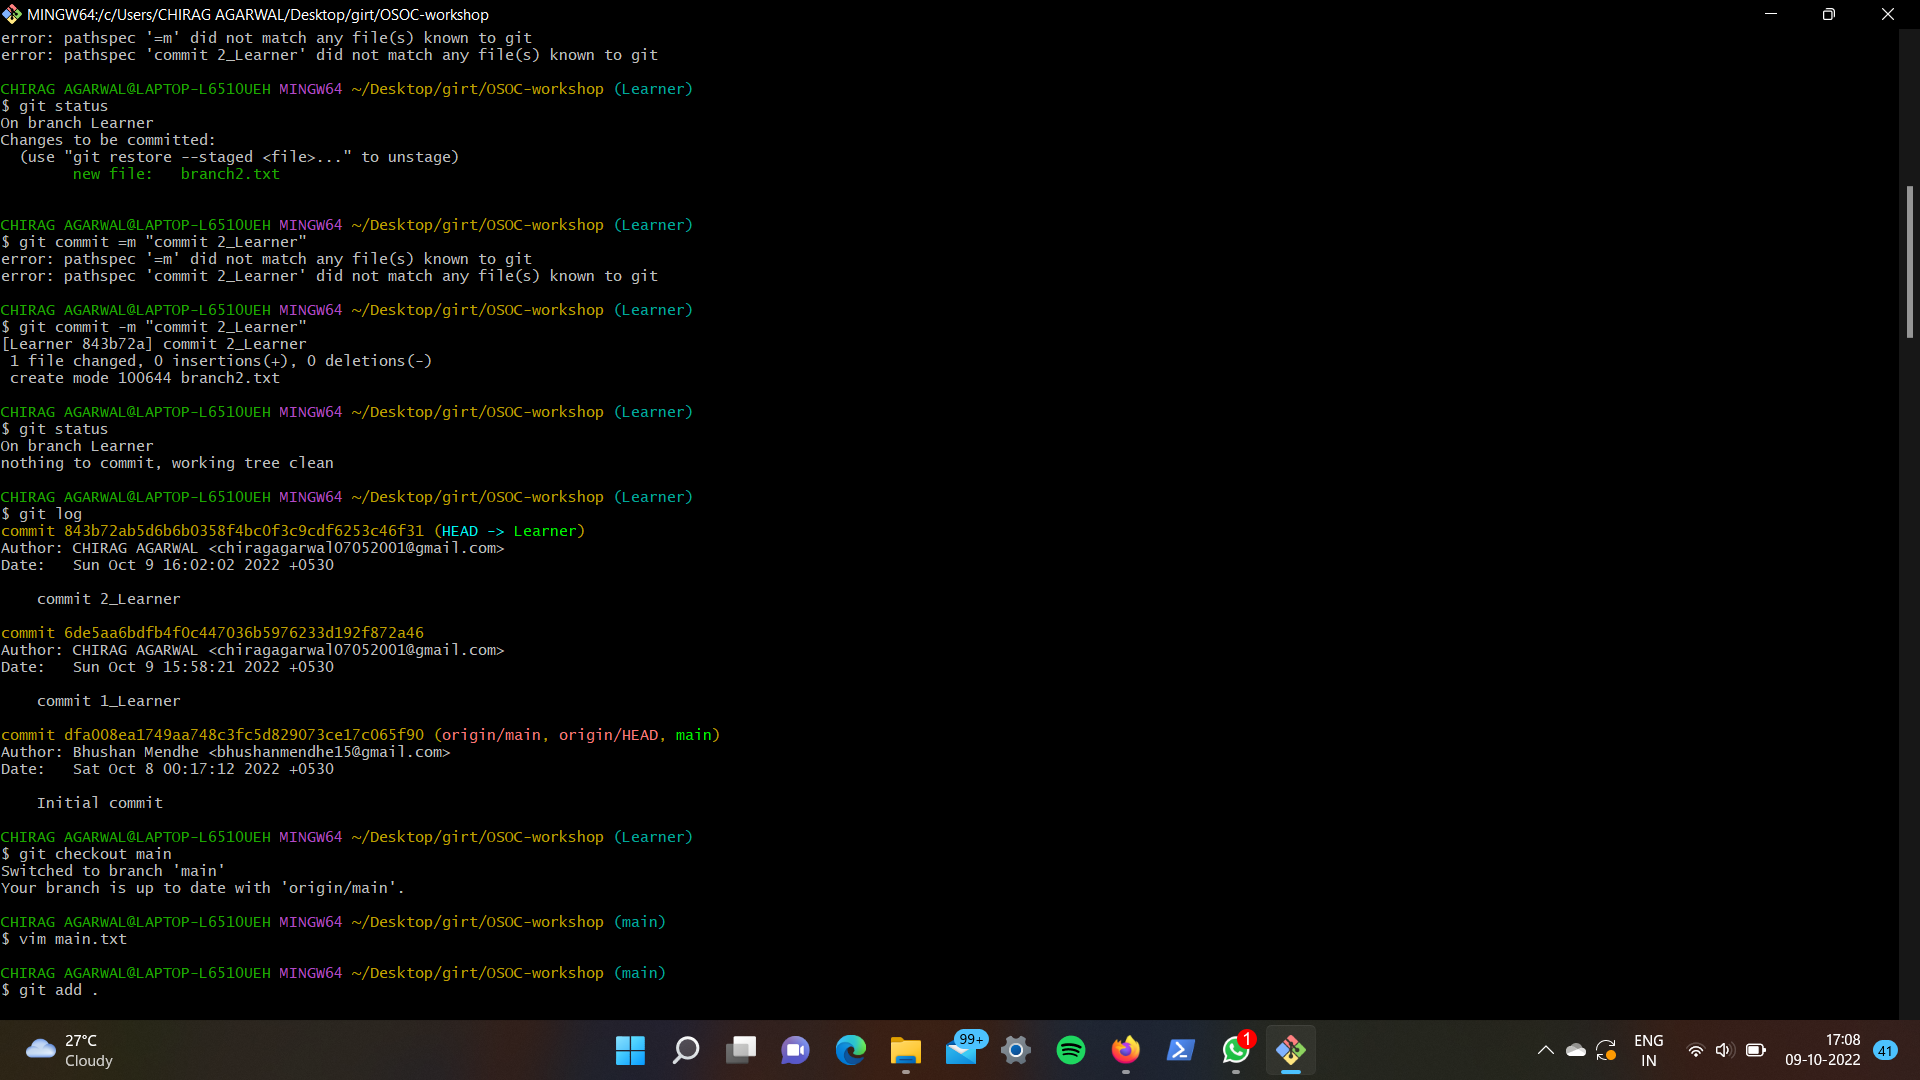 MINGW64:/c/Users/CHIRAG AGARWAL/Desktop/girt/OSOC-workshop
error: pathspec '=m' did not match any file(s) known to git
error: pathspec 'commit 2_Learner' did not match any file(s) known to git
CHIRAG AGARWAL@LAPTOP-L651OUEH MINGW64 ~/Desktop/girt/OSOC-workshop (Learner)
$ git status
On branch Learner
Changes to be committed:
  (use "git restore --staged <file>..." to unstage)
        new file:   branch2.txt
CHIRAG AGARWAL@LAPTOP-L651OUEH MINGW64 ~/Desktop/girt/OSOC-workshop (Learner)
$ git commit =m "commit 2_Learner"
error: pathspec '=m' did not match any file(s) known to git
error: pathspec 'commit 2_Learner' did not match any file(s) known to git
CHIRAG AGARWAL@LAPTOP-L651OUEH MINGW64 ~/Desktop/girt/OSOC-workshop (Learner)
$ git commit -m "commit 2_Learner"
[Learner 843b72a] commit 2_Learner
 1 file changed, 0 insertions(+), 0 deletions(-)
 create mode 100644 branch2.txt
CHIRAG AGARWAL@LAPTOP-L651OUEH MINGW64 ~/Desktop/girt/OSOC-workshop (Learner)
$ git status
On branch Learner
nothing to commit, working tree clean
CHIRAG AGARWAL@LAPTOP-L651OUEH MINGW64 ~/Desktop/girt/OSOC-workshop (Learner)
$ git log
commit 843b72ab5d6b6b0358f4bc0f3c9cdf6253c46f31 (HEAD -> Learner)
Author: CHIRAG AGARWAL <chiragagarwal07052001@gmail.com>
Date:   Sun Oct 9 16:02:02 2022 +0530
    commit 2_Learner
commit 6de5aa6bdfb4f0c447036b5976233d192f872a46
Author: CHIRAG AGARWAL <chiragagarwal07052001@gmail.com>
Date:   Sun Oct 9 15:58:21 2022 +0530
    commit 1_Learner
commit dfa008ea1749aa748c3fc5d829073ce17c065f90 (origin/main, origin/HEAD, main)
Author: Bhushan Mendhe <bhushanmendhe15@gmail.com>
Date:   Sat Oct 8 00:17:12 2022 +0530
    Initial commit
CHIRAG AGARWAL@LAPTOP-L651OUEH MINGW64 ~/Desktop/girt/OSOC-workshop (Learner)
$ git checkout main
Switched to branch 'main'
Your branch is up to date with 'origin/main'.
CHIRAG AGARWAL@LAPTOP-L651OUEH MINGW64 ~/Desktop/girt/OSOC-workshop (main)
$ vim main.txt
CHIRAG AGARWAL@LAPTOP-L651OUEH MINGW64 ~/Desktop/girt/OSOC-workshop (main)
$ git add .
27°C
Cloudy
99+
1
ENG
IN
17:08
09-10-2022
41